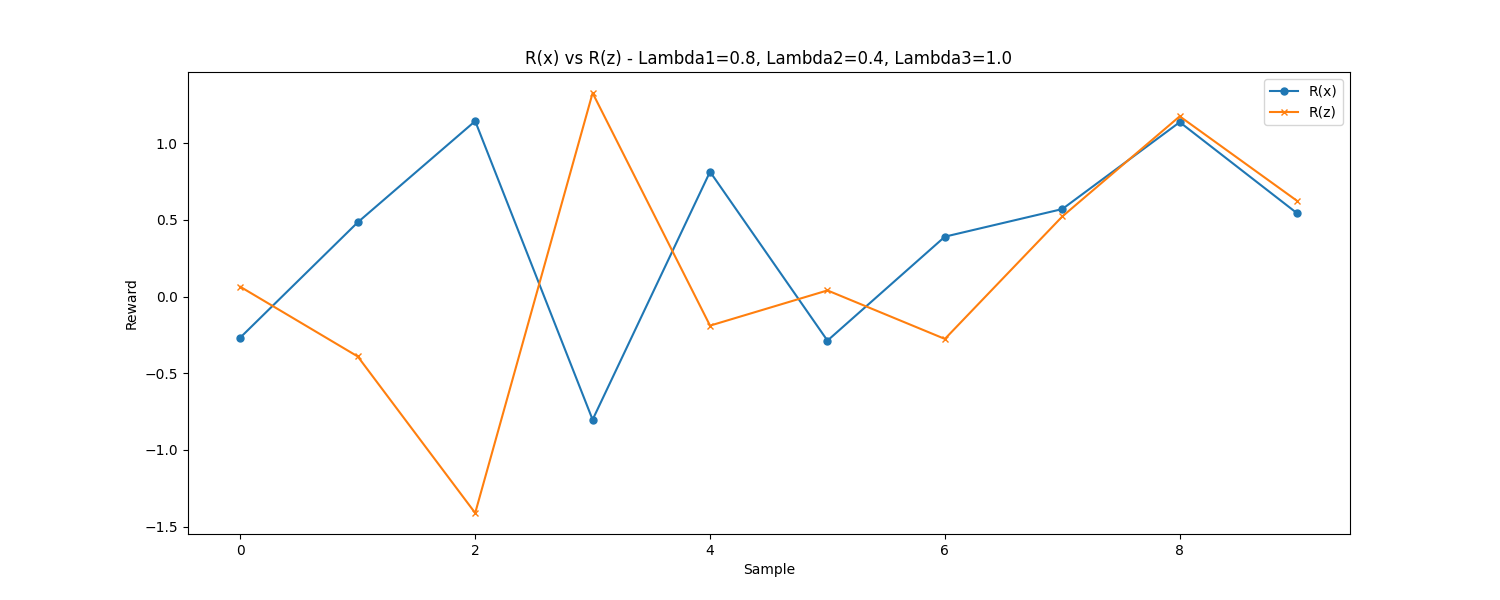 R(x) vs R(z) - Lambda1=0.8, Lambda2=0.4, Lambda3=1.0
R(x)
R(z)
1.0
0.5
0.0
−0.5
−1.0
−1.5
Reward
0 2 4 6 8
Sample